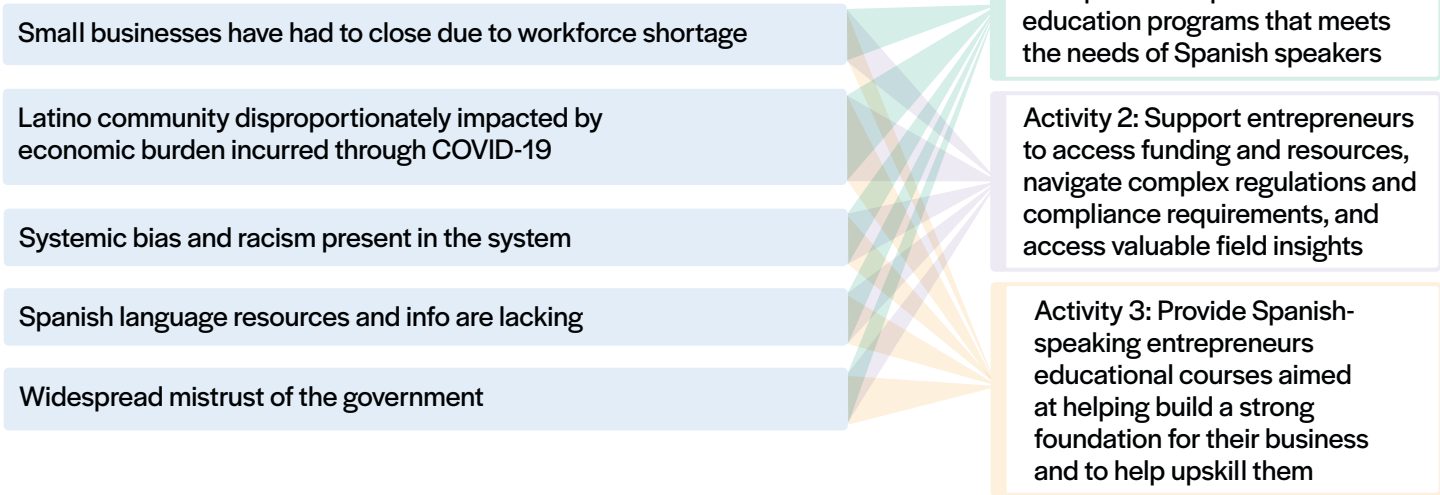 Small businesses have had to close due to workforce shortage
Latino community disproportionately impacted by
economic burden incurred through COVID-19
Systemic bias and racism present in the system
Spanish language resources and info are lacking
Widespread mistrust of the government
education programs that meets
the needs of Spanish speakers
Activity 2: Support entrepreneurs
to access funding and resources,
navigate complex regulations and
compliance requirements, and
access valuable field insights
Activity 3: Provide Spanish-
speaking entrepreneurs
educational courses aimed
at helping build a strong
foundation for their business
and to help upskill them